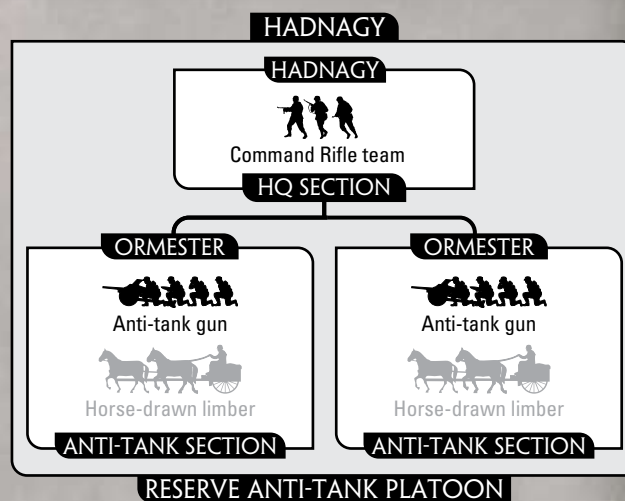 HADNAGY
HADNAGY
Command Rifle team
HQ SECTION
ORMESTER
Anti-tank gun
Horse-drawn limber
ANTI-TANK SECTION
ORMESTER
Anti-tank gun
Horse-drawn limber
ANTI-TANK SECTION
RESERVE ANTI-TANK PLATOON